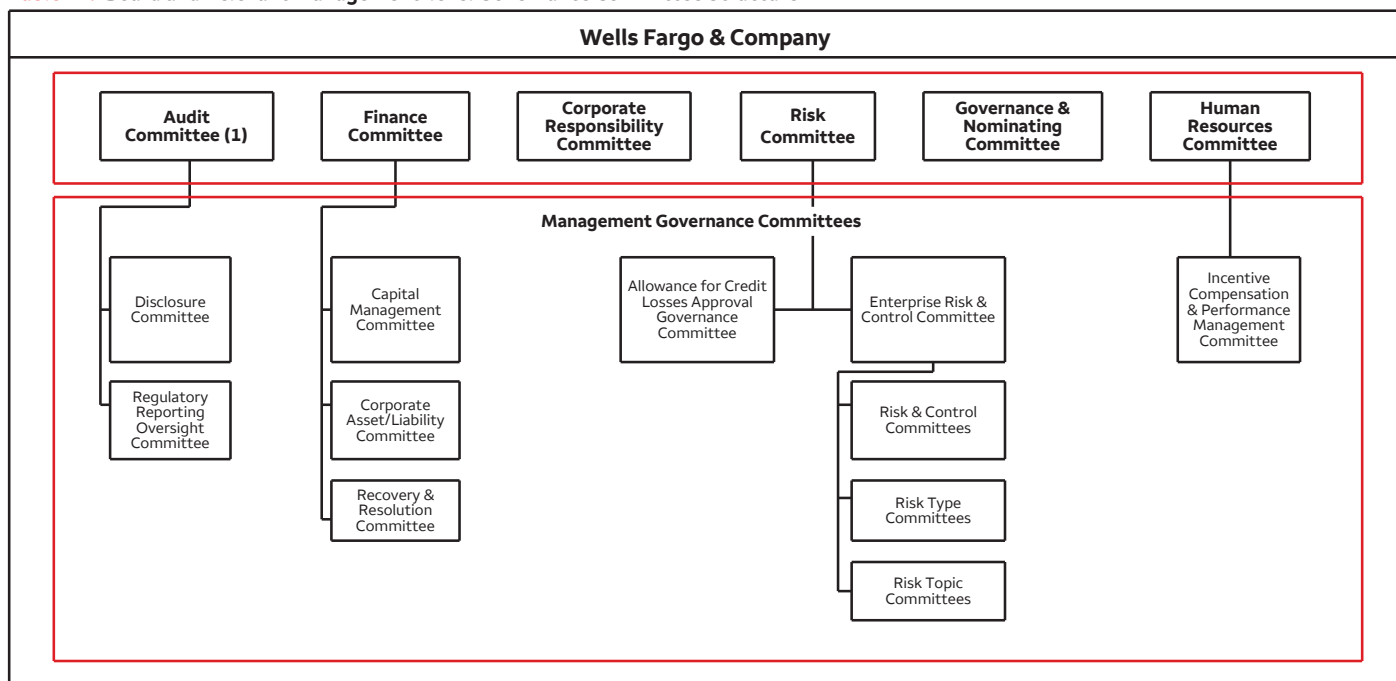 Wells Fargo & Company
Audit
Committee (1)
Finance
Committee
Corporate
Responsibility
Committee
Risk
Committee
Governance &
Nominating
Committee
Human
Resources
Committee
Management Governance Committees
Disclosure
Committee
Capital
Management
Committee
Allowance for Credit
Losses Approval
Governance
Committee
Enterprise Risk &
Control Committee
Incentive
Compensation
& Performance
Management
Committee
Regulatory
Reporting
Oversight
Committee
Corporate
Asset/Liability
Committee
Risk & Control
Committees
Recovery &
Resolution
Committee
Risk Type
Committees
Risk Topic
Committees